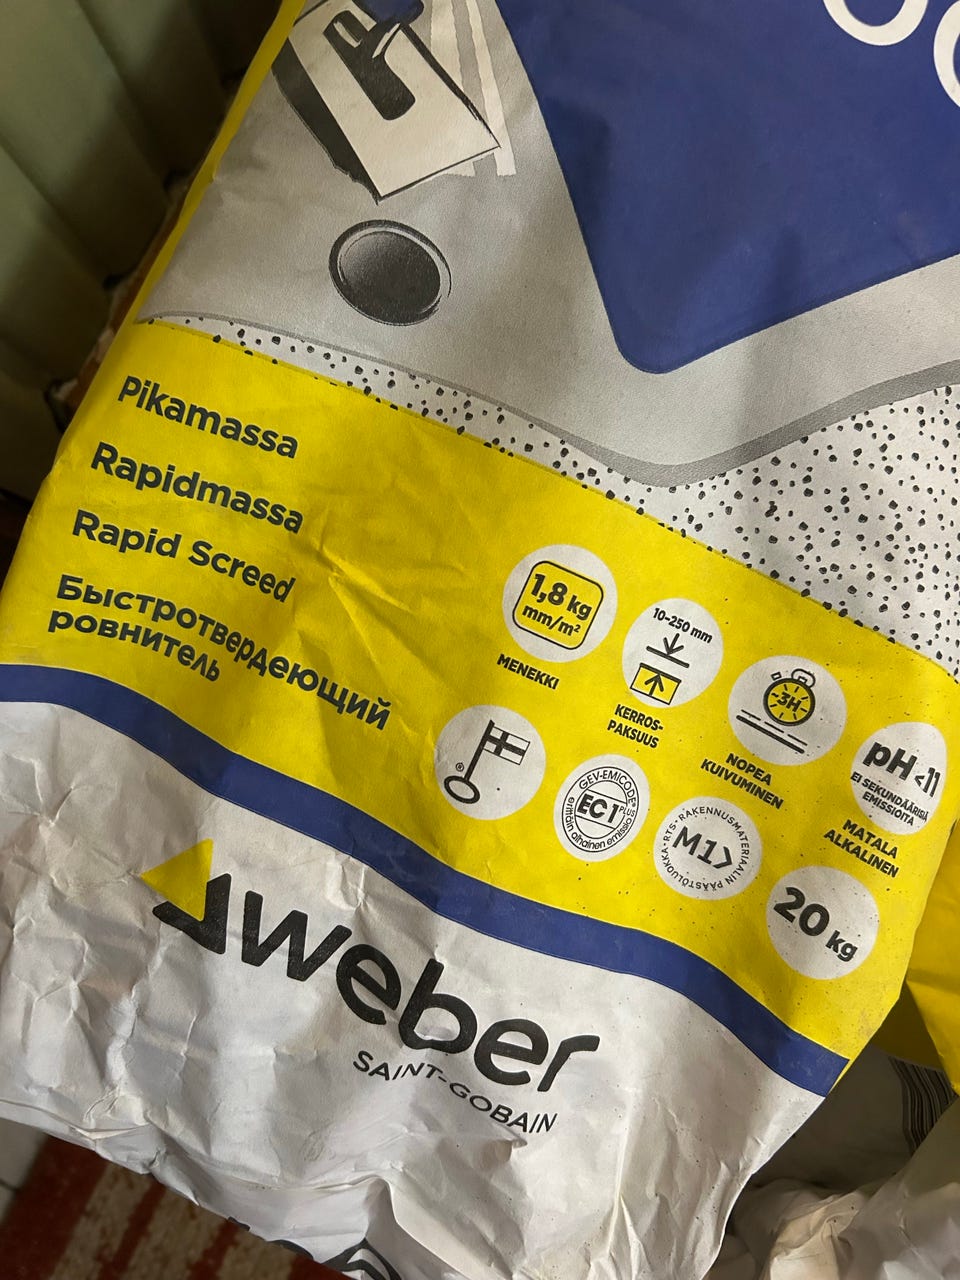 Pikamassa
Rapidmassa
Rapid Screed
Быстротвердеющий
ровнитель
1,8 kg
mm/m²
MENEKKI
10-250 mm
KERROS-
PAKSUUS
3H
NOPEA
KUIVUMINEN
pH<11
EI SEKUNDÄÄRISIÄ
EMISSIOITA
MATALA
ALKALINEN
®
GEV-EMICODE®
EC1 PLUS
erittäin alhainen emissio
M1
RTS·RAKENNUSMATERIAALIN PÄÄSTÖLUOKKA·
20 kg
weber
SAINT-GOBAIN